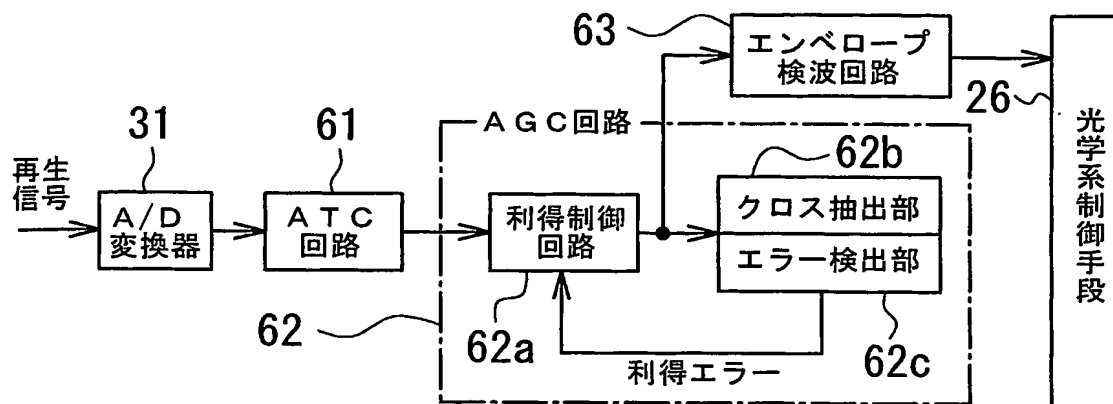 63
エンベロープ
検波回路
26
光学系制御手段
31
61
AGC回路
62b
再生
信号
A/D
変換器
ATC
回路
利得制御
回路
クロス抽出部
エラー検出部
62
62a
利得エラー
62c